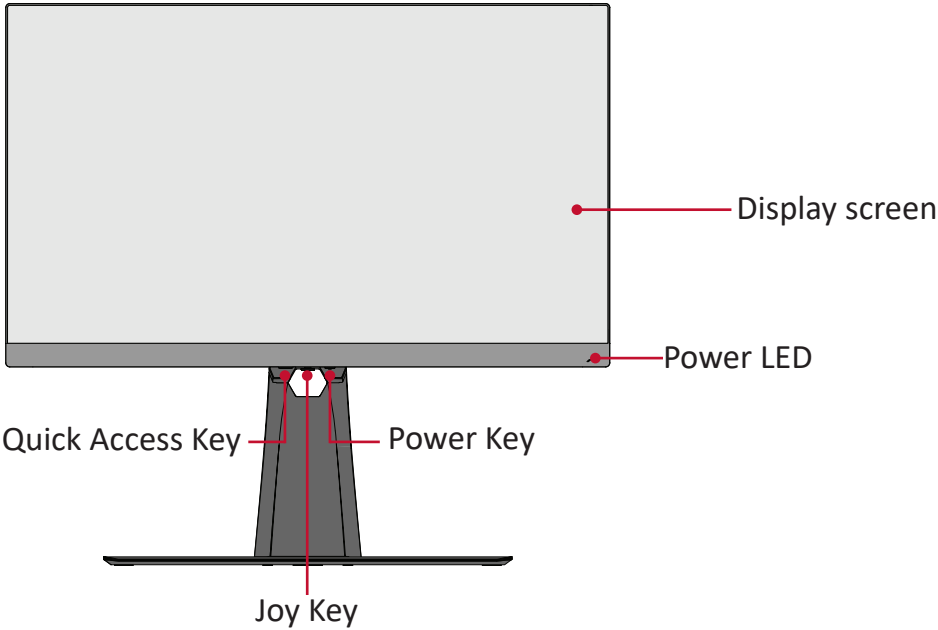 Display screen
Power LED
Quick Access Key
Power Key
Joy Key